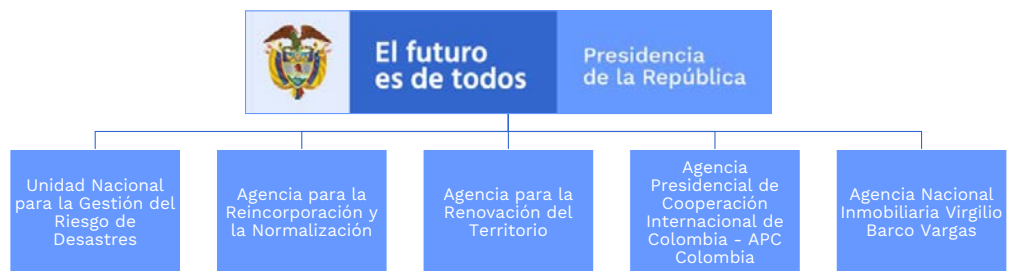 El futuro
es de todos
Presidencia
de la República
Unidad Nacional
para la Gestión del
Riesgo de
Desastres
Agencia para la
Reincorporación y
la Normalización
Agencia para la
Renovación del
Territorio
Agencia
Presidencial de
Cooperación
Internacional de
Colombia - APC
Colombia
Agencia Nacional
Inmobiliaria Virgilio
Barco Vargas